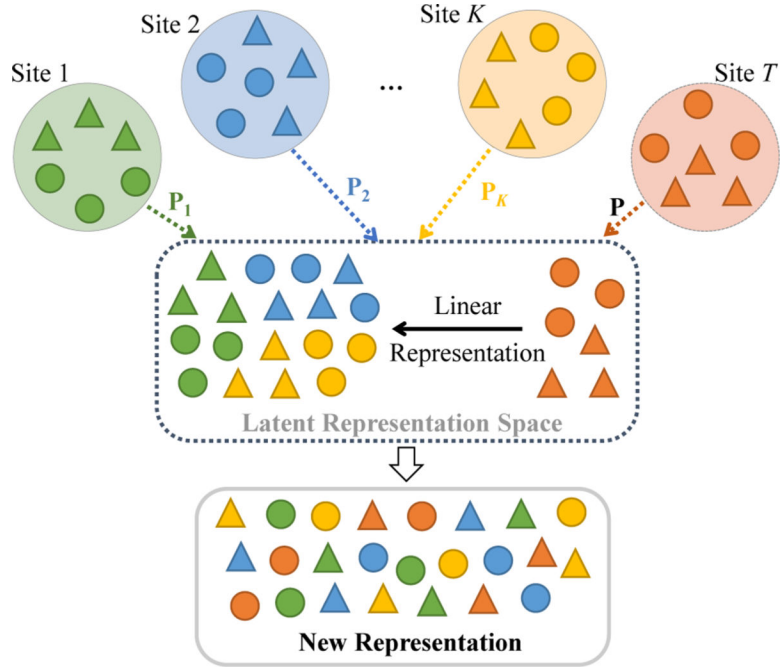 Site 1
Site 2
...
Site K
Site T
P1
P2
PK
P
Linear
Representation
Latent Representation Space
New Representation